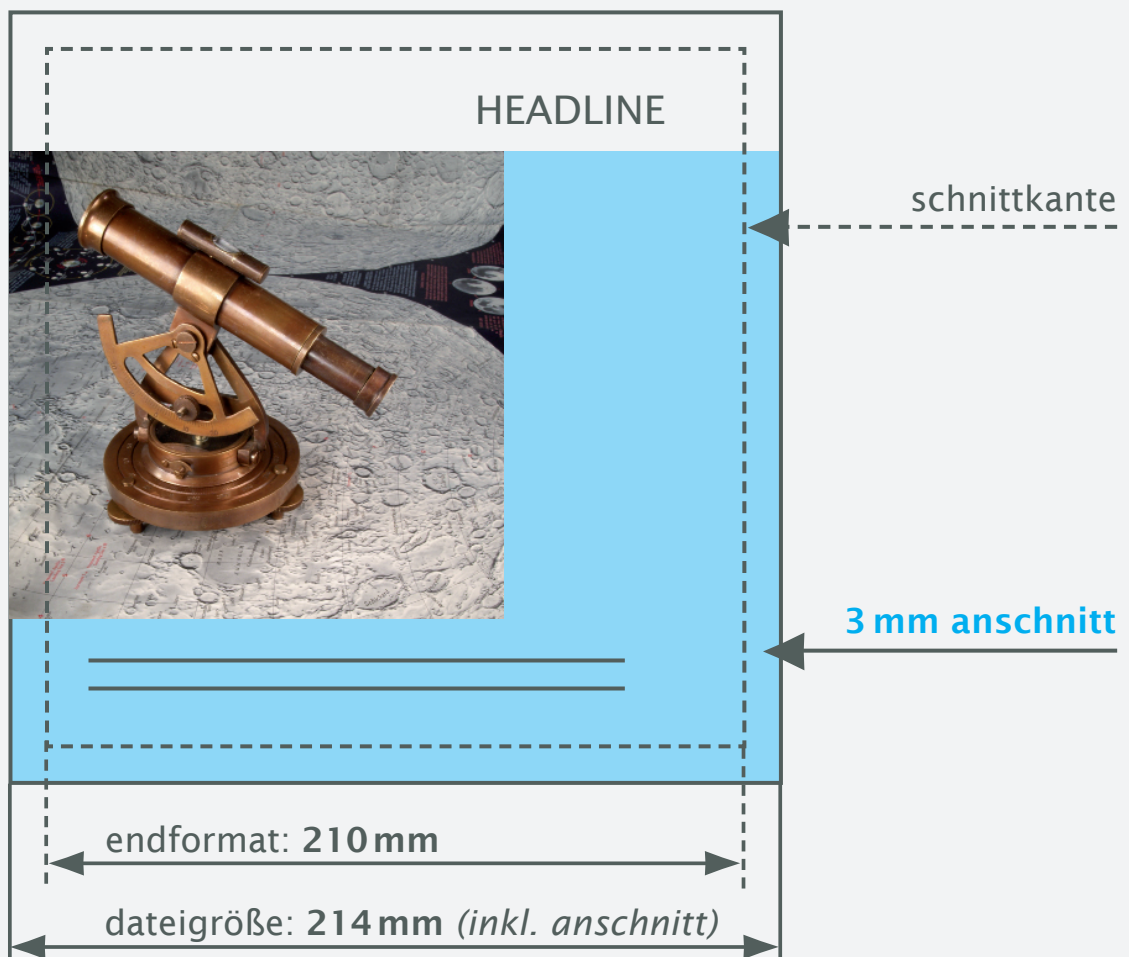 HEADLINE
schnittkante
3 mm anschnitt
endformat: 210 mm
dateigröße: 214 mm (inkl. anschnitt)